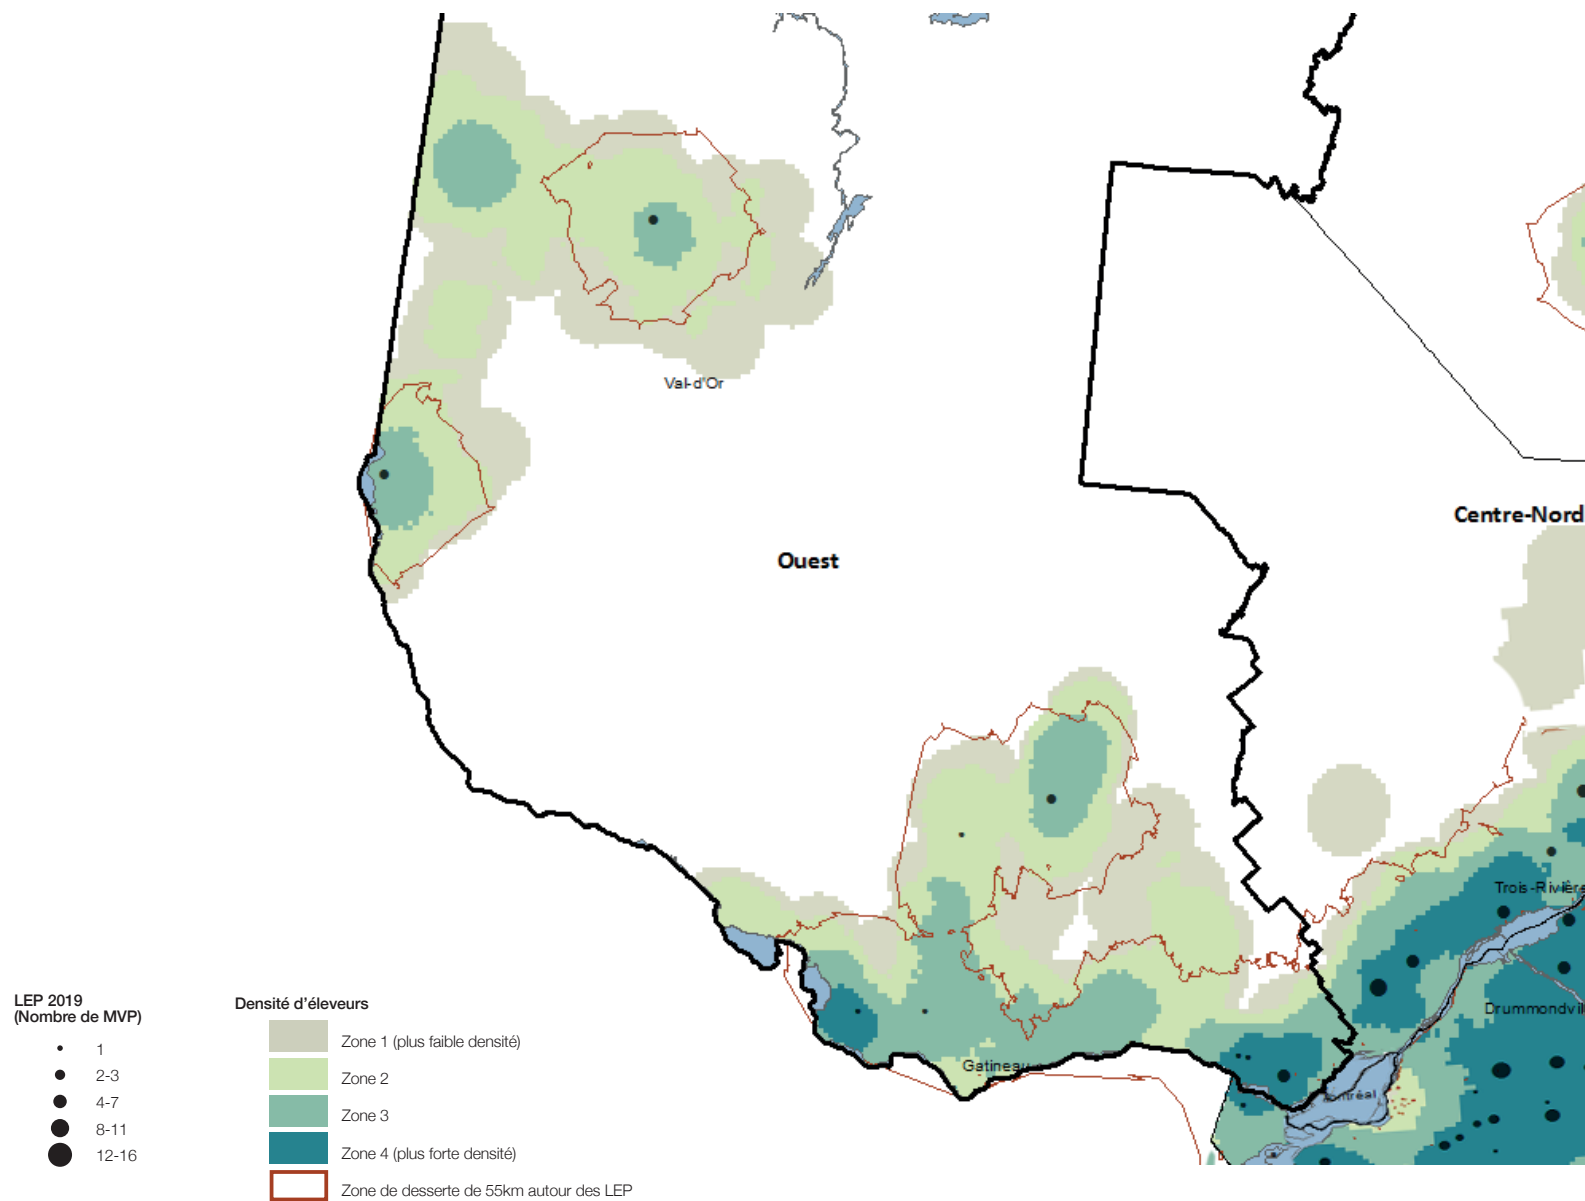 Val-d'Or
Centre-Nord
Ouest
Trois-Rivière
Drummondvil
Gatineau
LEP 2019
(Nombre de MVP)
1
2-3
4-7
8-11
12-16
Densité d'éleveurs
Zone 1 (plus faible densité)
Zone 2
Zone 3
Zone 4 (plus forte densité)
Zone de desserte de 55km autour des LEP